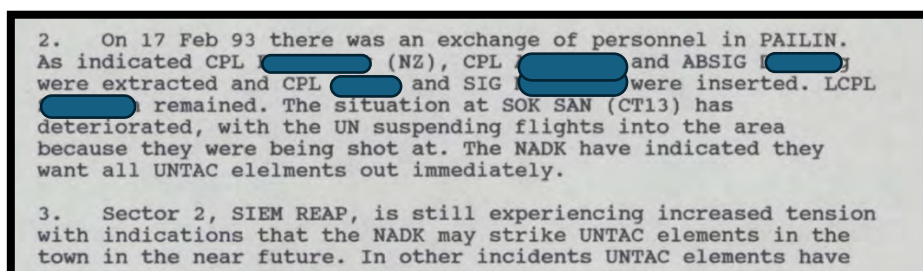 2. On 17 Feb 93 there was an exchange of personnel in PAILIN.
As indicated CPL (NZ), CPL and ABSIG
were extracted and CPL and SIG were inserted. LCPL
remained. The situation at SOK SAN (CT13) has
deteriorated, with the UN suspending flights into the area
because they were being shot at. The NADK have indicated they
want all UNTAC elelments out immediately.
3. Sector 2, SIEM REAP, is still experiencing increased tension
with indications that the NADK may strike UNTAC elements in the
town in the near future. In other incidents UNTAC elements have